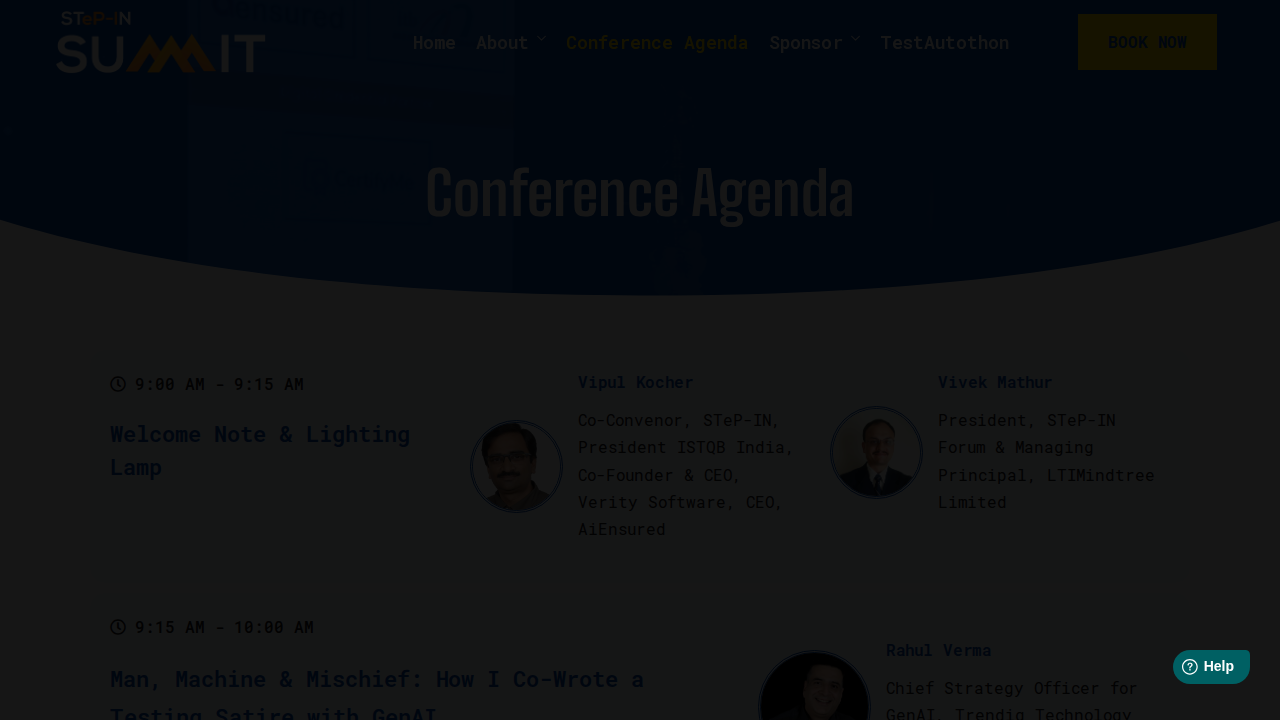 STeP-IN
SUMMIT
Home About Conference Agenda Sponsor TestAutothon
BOOK NOW
Conference Agenda
9:00 AM - 9:15 AM
Welcome Note & Lighting
Lamp
Vipul Kocher
Co-Convenor, STeP-IN,
President ISTQB India,
Co-Founder & CEO,
Verity Software, CEO,
AiEnsured
Vivek Mathur
President, STeP-IN
Forum & Managing
Principal, LTIMindtree
Limited
9:15 AM - 10:00 AM
Man, Machine & Mischief: How I Co-Wrote a
Testing Satire with GenAI
Rahul Verma
Chief Strategy Officer for
GenAI, Trendig Technology
Help